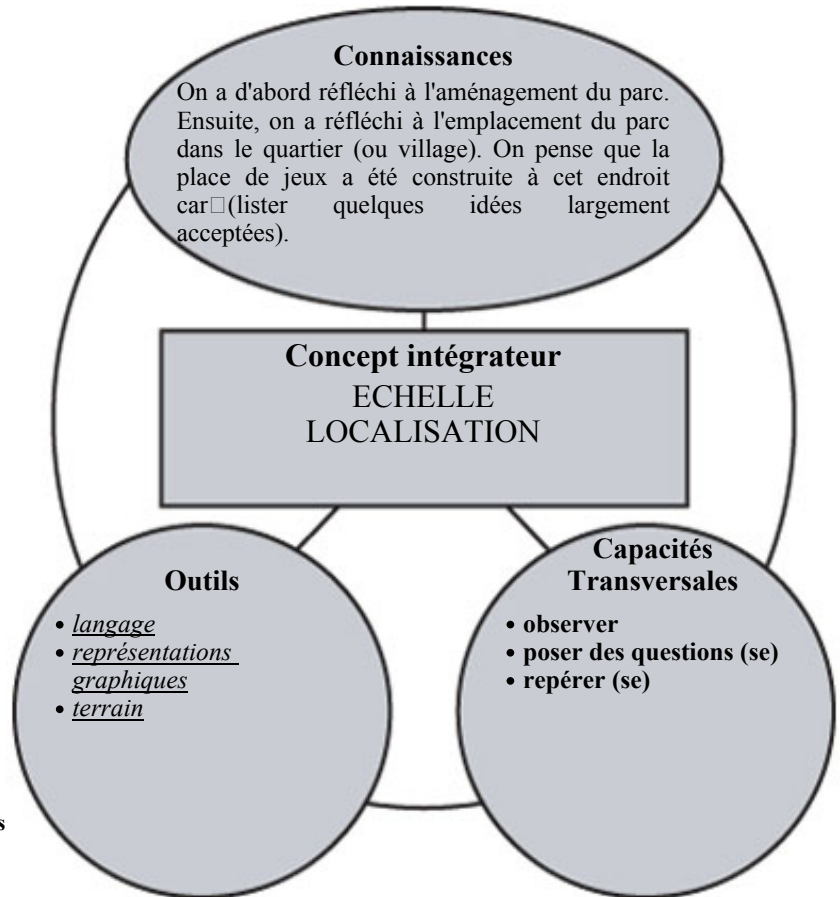 Connaissances
On a d'abord réfléchi à l'aménagement du parc.
Ensuite, on a réfléchi à l'emplacement du parc
dans le quartier (ou village). On pense que la
place de jeux a été construite à cet endroit
car□(lister quelques idées largement
acceptées).
Concept intégrateur
ECHELLE
LOCALISATION
Outils
• langage
• représentations
graphiques
• terrain
Capacités
Transversales
• observer
• poser des questions (se)
• repérer (se)
s